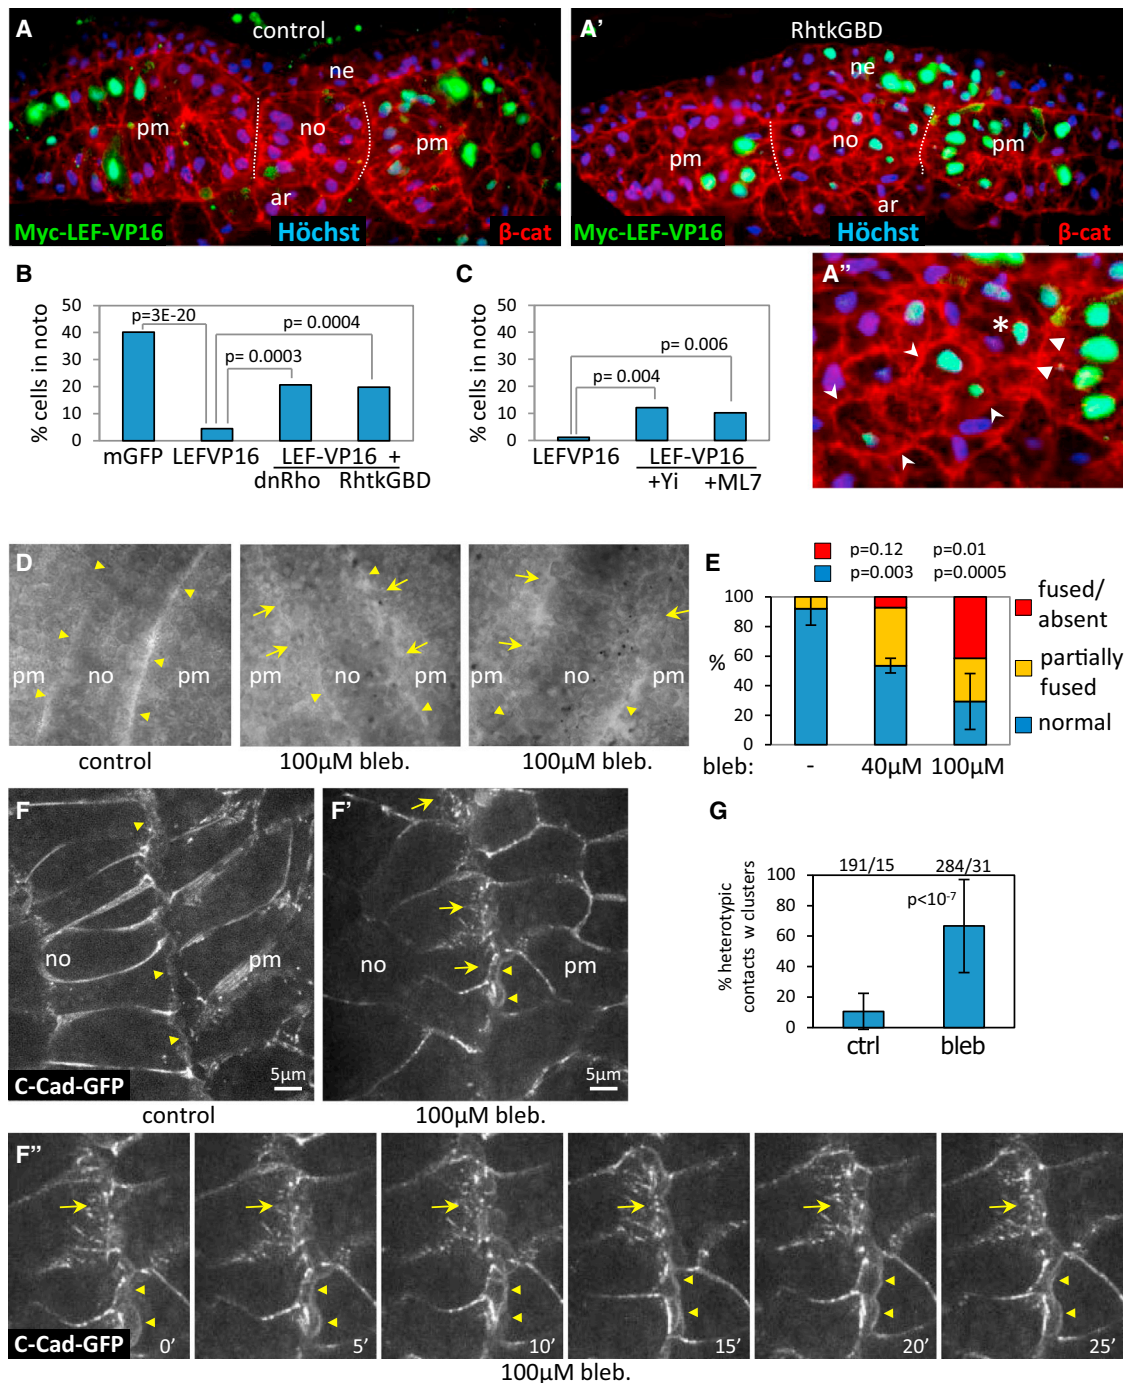 A
control
ne
pm
no
pm
ar
Myc-LEF-VP16
Höchst
β-cat
A'
RhtkGBD
ne
pm
no
pm
ar
Myc-LEF-VP16
Höchst
β-cat
B
% cells in noto
50
40
30
20
10
0
p=3E-20
p= 0.0004
p= 0.0003
mGFP
LEFVP16
LEF-VP16 +
dnRho
RhtkGBD
C
% cells in noto
50
40
30
20
10
0
p= 0.006
p= 0.004
LEFVP16
LEF-VP16
+Yi
+ML7
A"
*
D
pm
no
pm
control
pm
no
pm
100µM bleb.
no
pm
100µM bleb.
E
p=0.12 p=0.01
p=0.003 p=0.0005
100
80
60
40
20
0
%
fused/
absent
partially
fused
normal
bleb: - 40µM 100µM
F
no
pm
5µm
C-Cad-GFP
control
F'
no
pm
5µm
100µM bleb.
G
% heterotypic
contacts w clusters
100
80
60
40
20
0
191/15
284/31
p<10⁻⁷
ctrl
bleb
F"
C-Cad-GFP
0'
5'
10'
15'
20'
25'
100µM bleb.